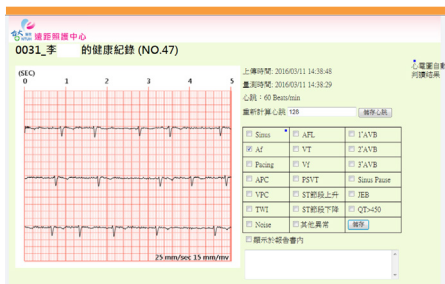 遠距照護中心
0031_李 的健康紀錄 (NO.47)
(SEC)
0 1 2 3 4 5
25 mm/sec 15 mm/mv
上傳時間: 2016/03/11 14:38:48
量測時間: 2016/03/11 14:38:29
心跳：60 Beats/min
重新計算心跳 128 儲存心跳
心電圖自動
判讀結果
Sinus AFL 1°AVB
Af VT 2°AVB
Pacing Vf 3°AVB
APC PSVT Sinus Pause
VPC ST節段上升 JEB
TWI ST節段下降 QT>450
Noise 其他異常 儲存
顯示於報告書內